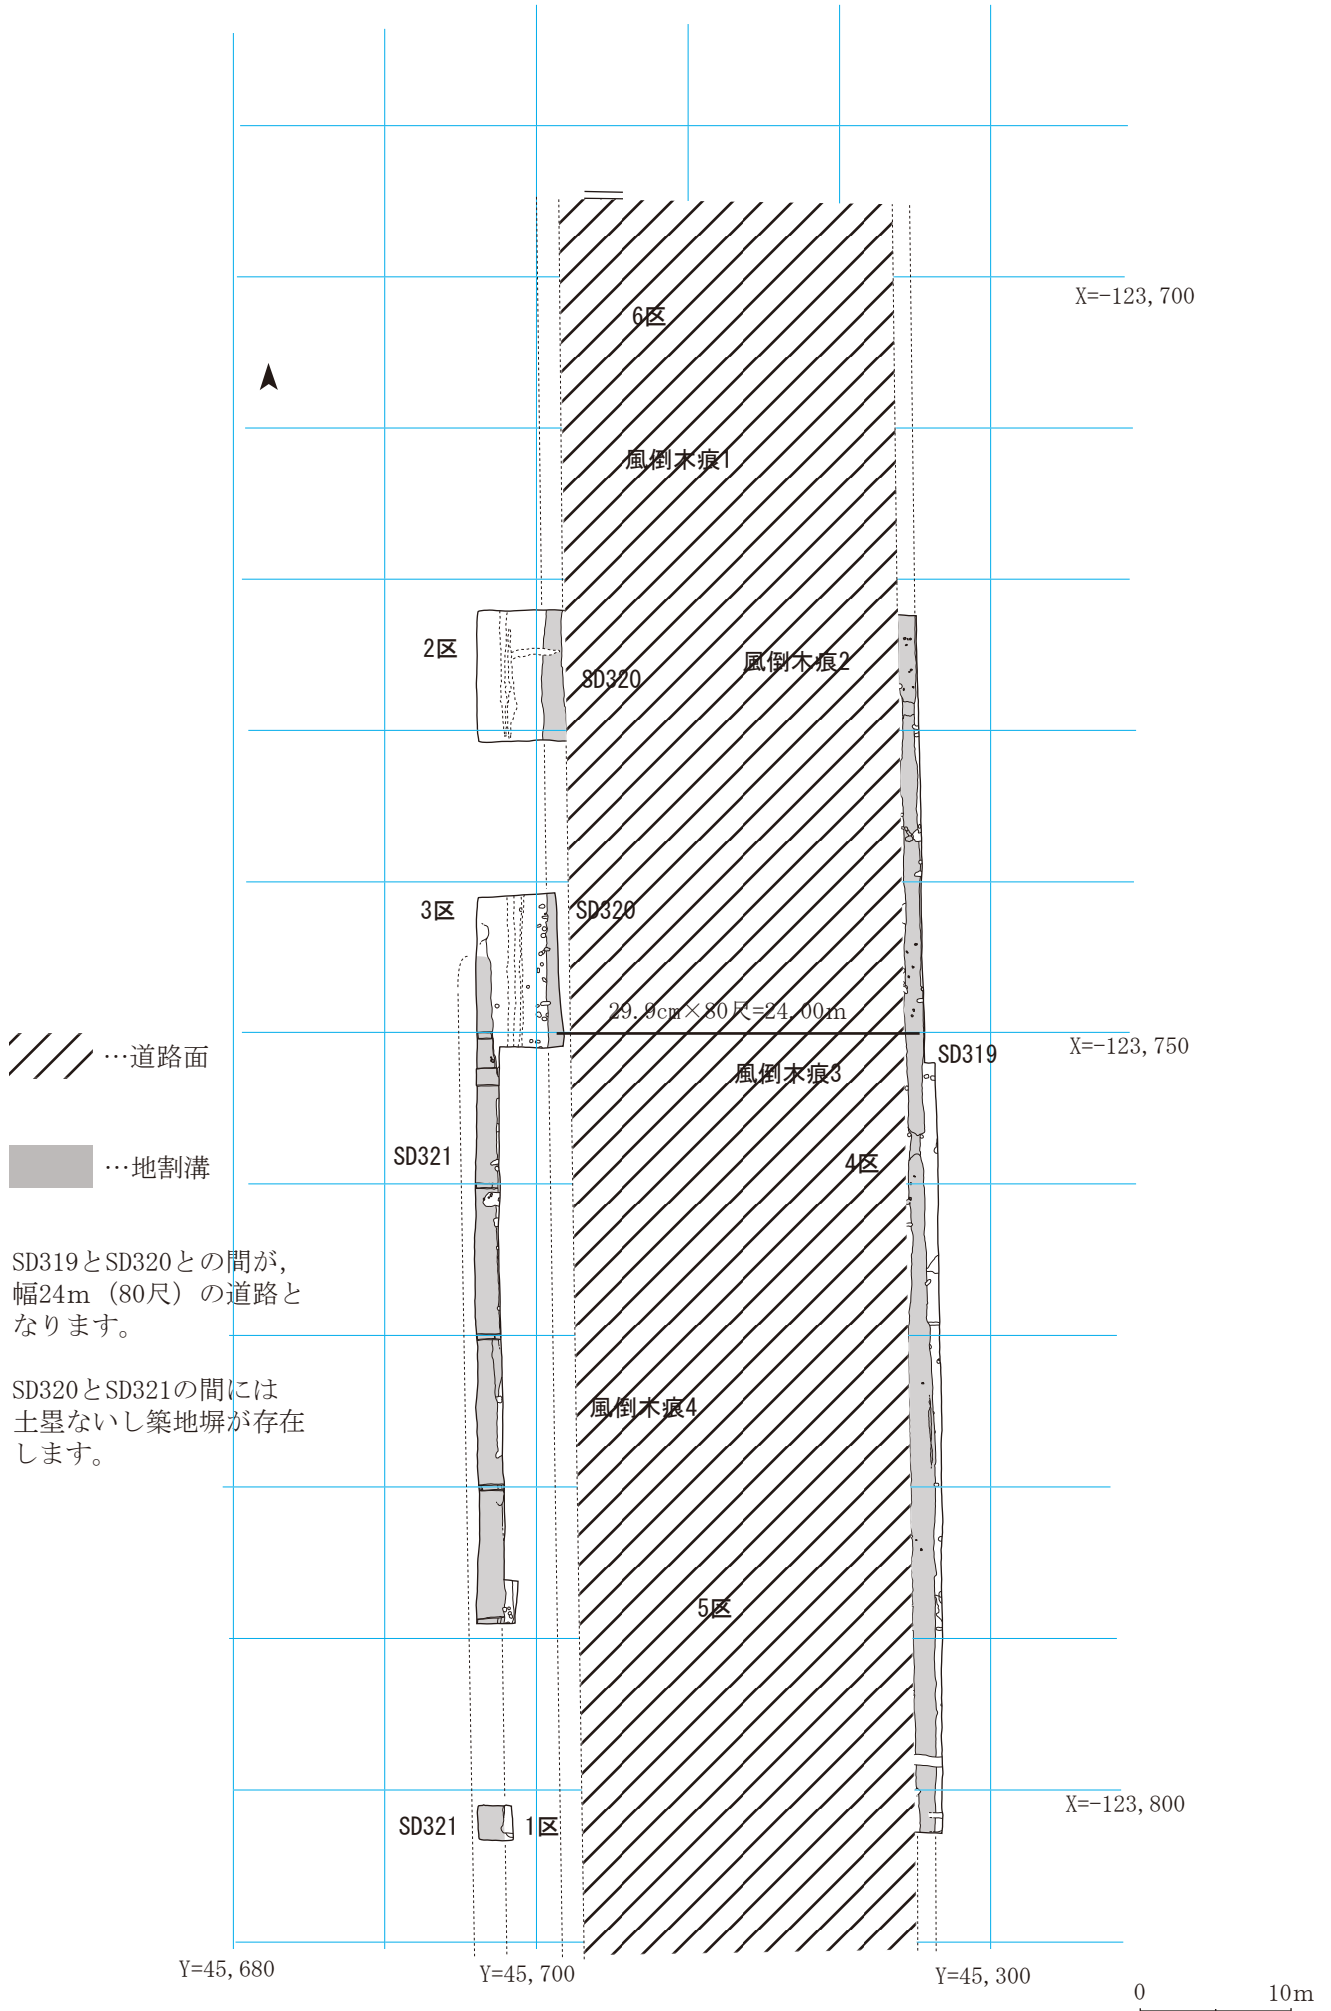 X=-123,700
6区
風倒木痕1
2区
風倒木痕2
SD320
3区
SD320
29.9cm×80尺=24.00m
X=-123,750
SD319
…道路面
風倒木痕3
SD321
4区
…地割溝
SD319とSD320との間が,
幅24m（80尺）の道路と
なります。
SD320とSD321の間には
土塁ないし築地塀が存在
します。
風倒木痕4
5区
X=-123,800
SD321
1区
Y=45,680
Y=45,700
Y=45,300
0
10m